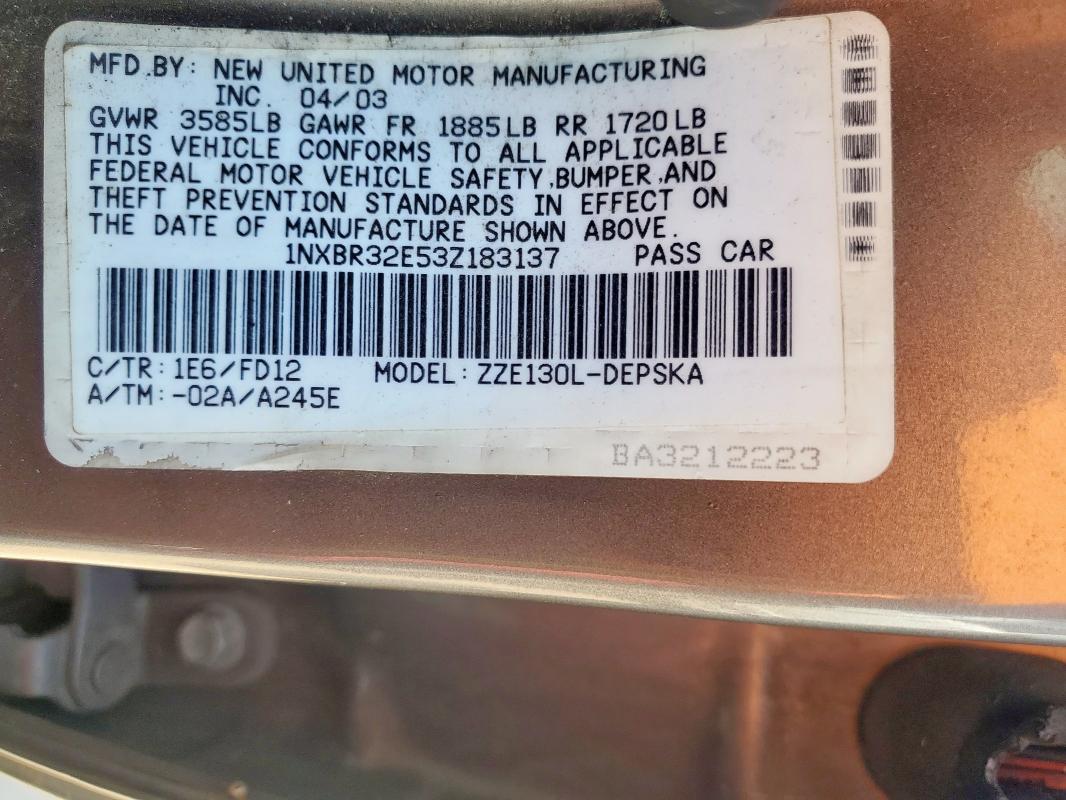 MFD.BY: NEW UNITED MOTOR MANUFACTURING
INC. 04/03
GVWR 3585LB GAWR FR 1885LB RR 1720LB
THIS VEHICLE CONFORMS TO ALL APPLICABLE
FEDERAL MOTOR VEHICLE SAFETY,BUMPER,AND
THEFT PREVENTION STANDARDS IN EFFECT ON
THE DATE OF MANUFACTURE SHOWN ABOVE.
1NXBR32E53Z183137 PASS CAR
C/TR: 1E6/FD12 MODEL: ZZE130L-DEPSKA
A/TM: -02A/A245E
BA3212223